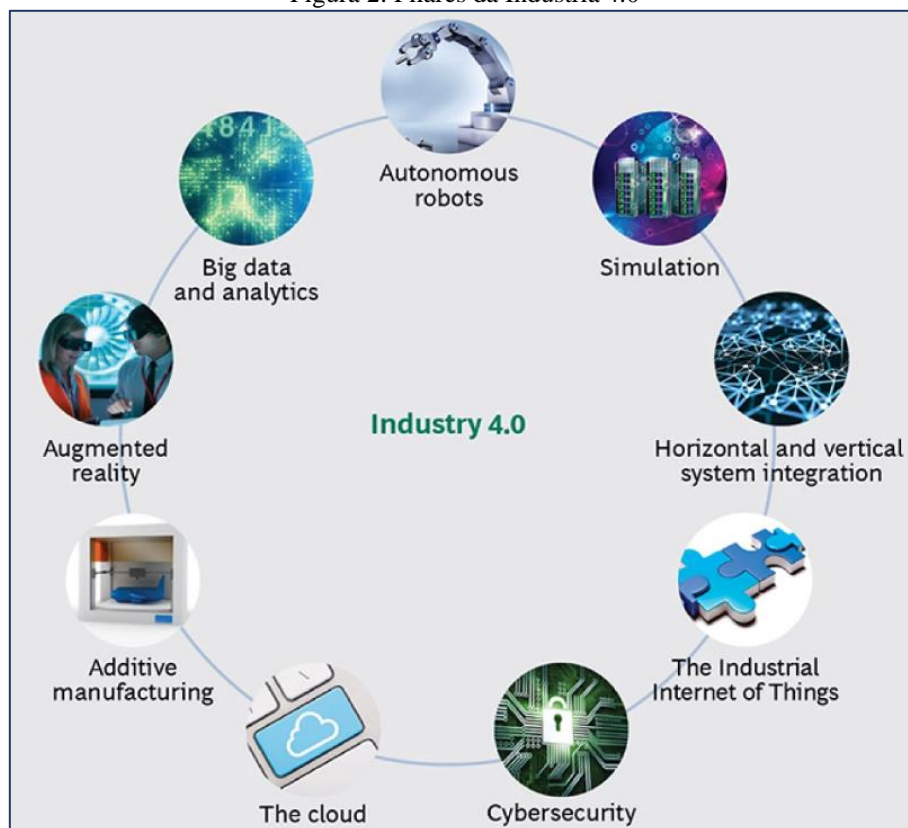 Figura 2: Pilares da Indústria 4.0
Autonomous
robots
Simulation
Horizontal and vertical
system integration
The Industrial
Internet of Things
Cybersecurity
The cloud
Additive
manufacturing
Augmented
reality
Big data
and analytics
Industry 4.0